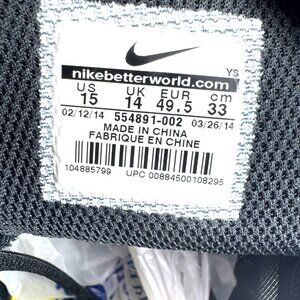 nikebetterworld.com
YS
US UK EUR cm
15 14 49.5 33
02/12/14 554891-002 03/26/14
MADE IN CHINA
FABRIQUE EN CHINE
104885799 UPC 00884500108295